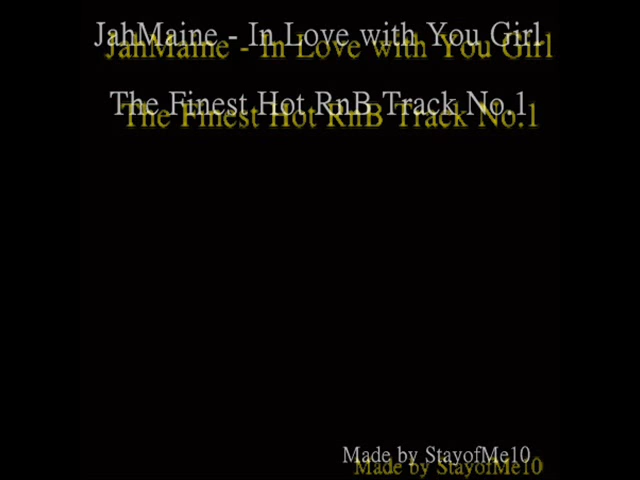 JahMaine - In Love with You Girl
The Finest Hot RnB Track No.1
Made by StayofMe10